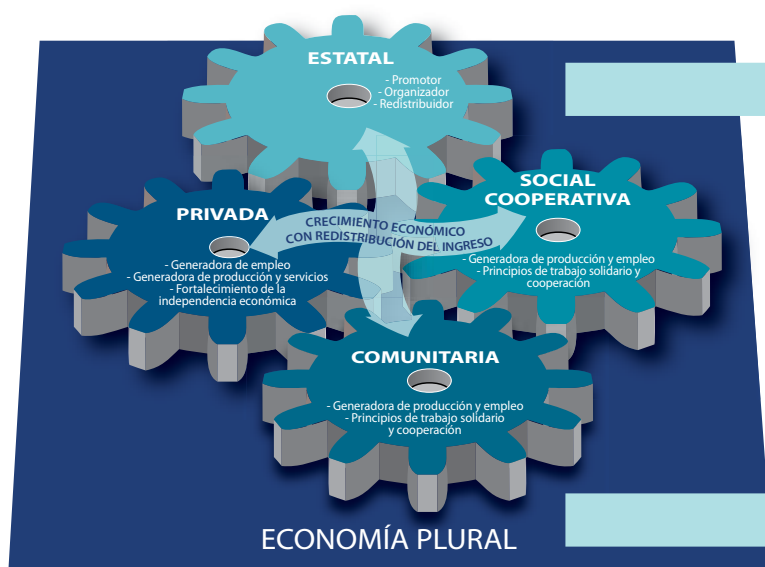 ESTATAL
- Promotor
- Organizador
- Redistribuidor
SOCIAL
COOPERATIVA
- Generadora de producción y empleo
- Principios de trabajo solidario y
cooperación
PRIVADA
- Generadora de empleo
- Generadora de producción y servicios
- Fortalecimiento de la
independencia económica
CRECIMIENTO ECONÓMICO
CON REDISTRIBUCIÓN DEL INGRESO
COMUNITARIA
- Generadora de producción y empleo
- Principios de trabajo solidario
y cooperación
ECONOMÍA PLURAL